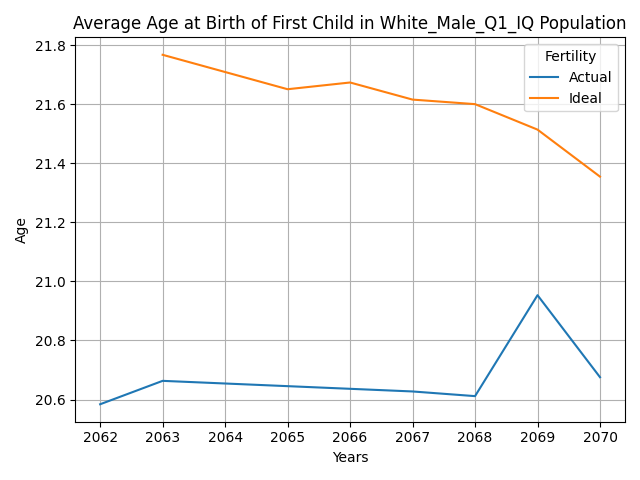 Average Age at Birth of First Child in White_Male_Q1_IQ Population
21.8
21.6
21.4
21.2
21.0
20.8
20.6
Age
Fertility
Actual
Ideal
2062 2063 2064 2065 2066 2067 2068 2069 2070
Years